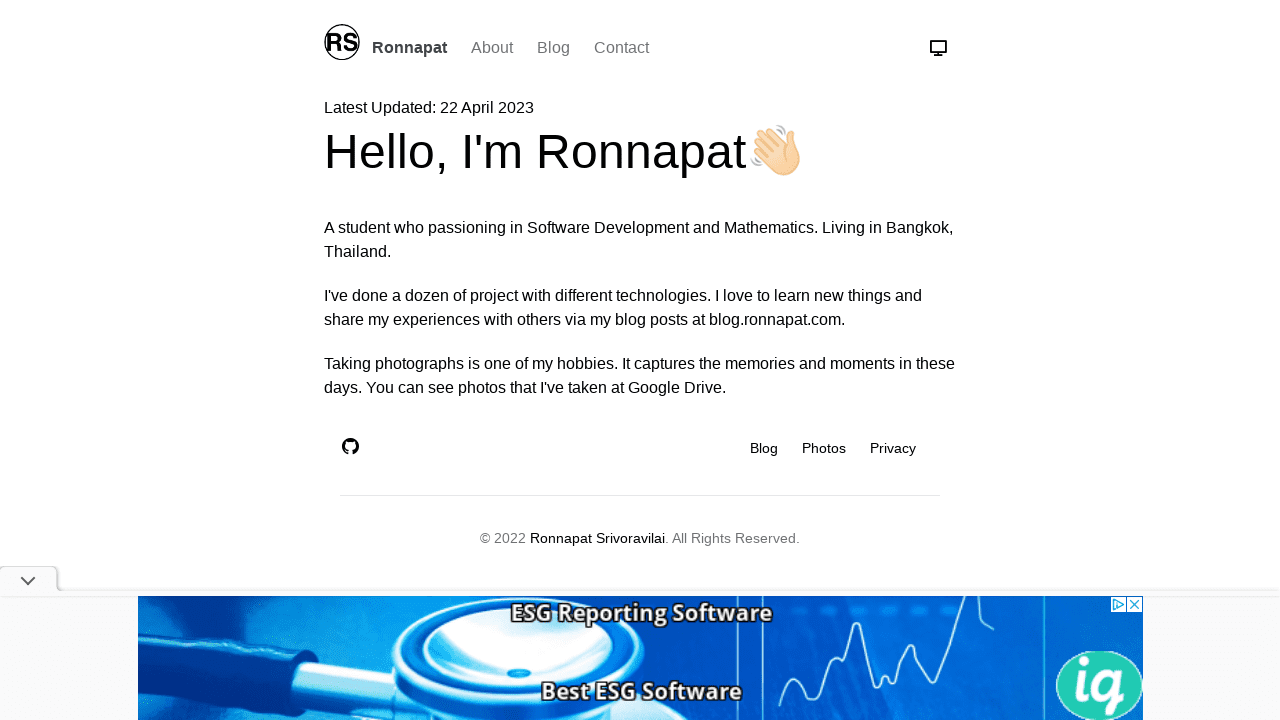 RS Ronnapat About Blog Contact
Latest Updated: 22 April 2023
Hello, I'm Ronnapat👋🏻
A student who passioning in Software Development and Mathematics. Living in Bangkok,
Thailand.
I've done a dozen of project with different technologies. I love to learn new things and
share my experiences with others via my blog posts at blog.ronnapat.com.
Taking photographs is one of my hobbies. It captures the memories and moments in these
days. You can see photos that I've taken at Google Drive.
Blog Photos Privacy
© 2022 Ronnapat Srivoravilai. All Rights Reserved.
ESG Reporting Software
Best ESG Software
iq